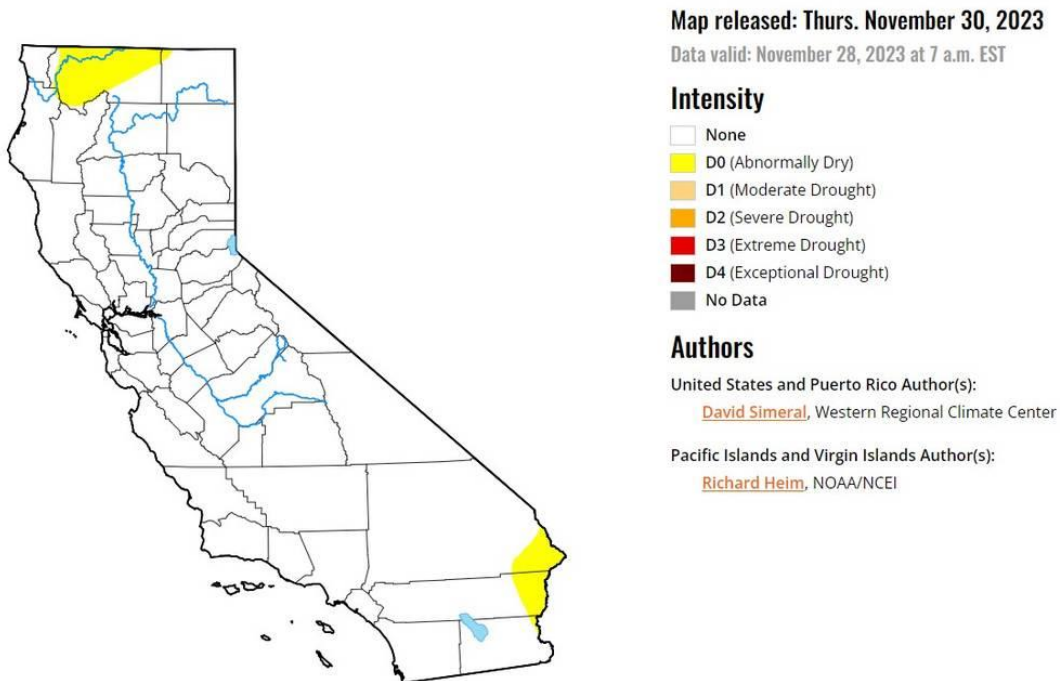 Map released: Thurs. November 30, 2023
Data valid: November 28, 2023 at 7 a.m. EST
Intensity
None
D0 (Abnormally Dry)
D1 (Moderate Drought)
D2 (Severe Drought)
D3 (Extreme Drought)
D4 (Exceptional Drought)
No Data
Authors
United States and Puerto Rico Author(s):
David Simeral, Western Regional Climate Center
Pacific Islands and Virgin Islands Author(s):
Richard Heim, NOAA/NCEI